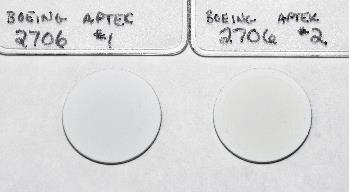 BOEING APTEK
2706 #1
BOEING APTEK
2706 #2